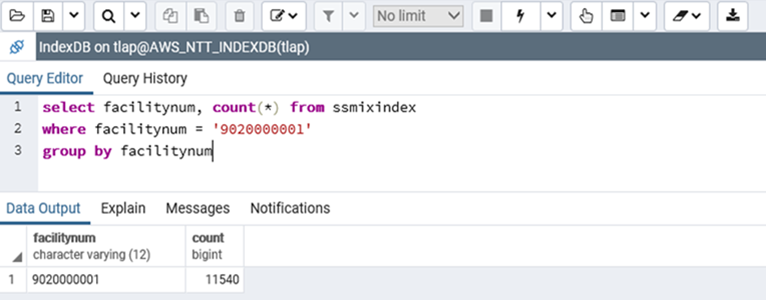 No limit
IndexDB on tlap@AWS_NTT_INDEXDB(tlap)
Query Editor Query History
1 select facilitynum, count(*) from ssmixindex
2 where facilitynum = '9020000001'
3 group by facilitynum
Data Output Explain Messages Notifications
facilitynum count
character varying (12) bigint
1 9020000001 11540